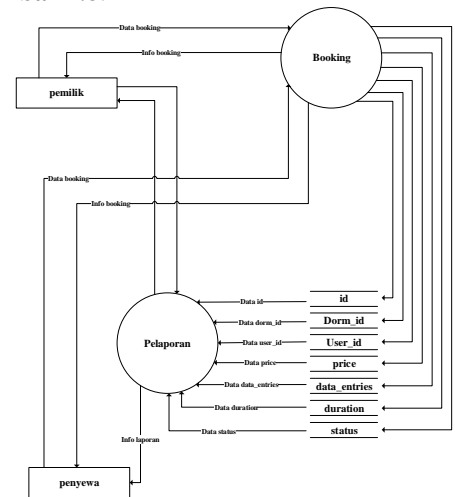 Data booking
Info booking
Booking
pemilik
Data booking
Info booking
Data id
id
Data dorm_id
Dorm_id
Pelaporan
Data user_id
User_id
Data price
price
Data data_entries
data_entries
Data duration
duration
Data status
status
Info laporan
penyewa